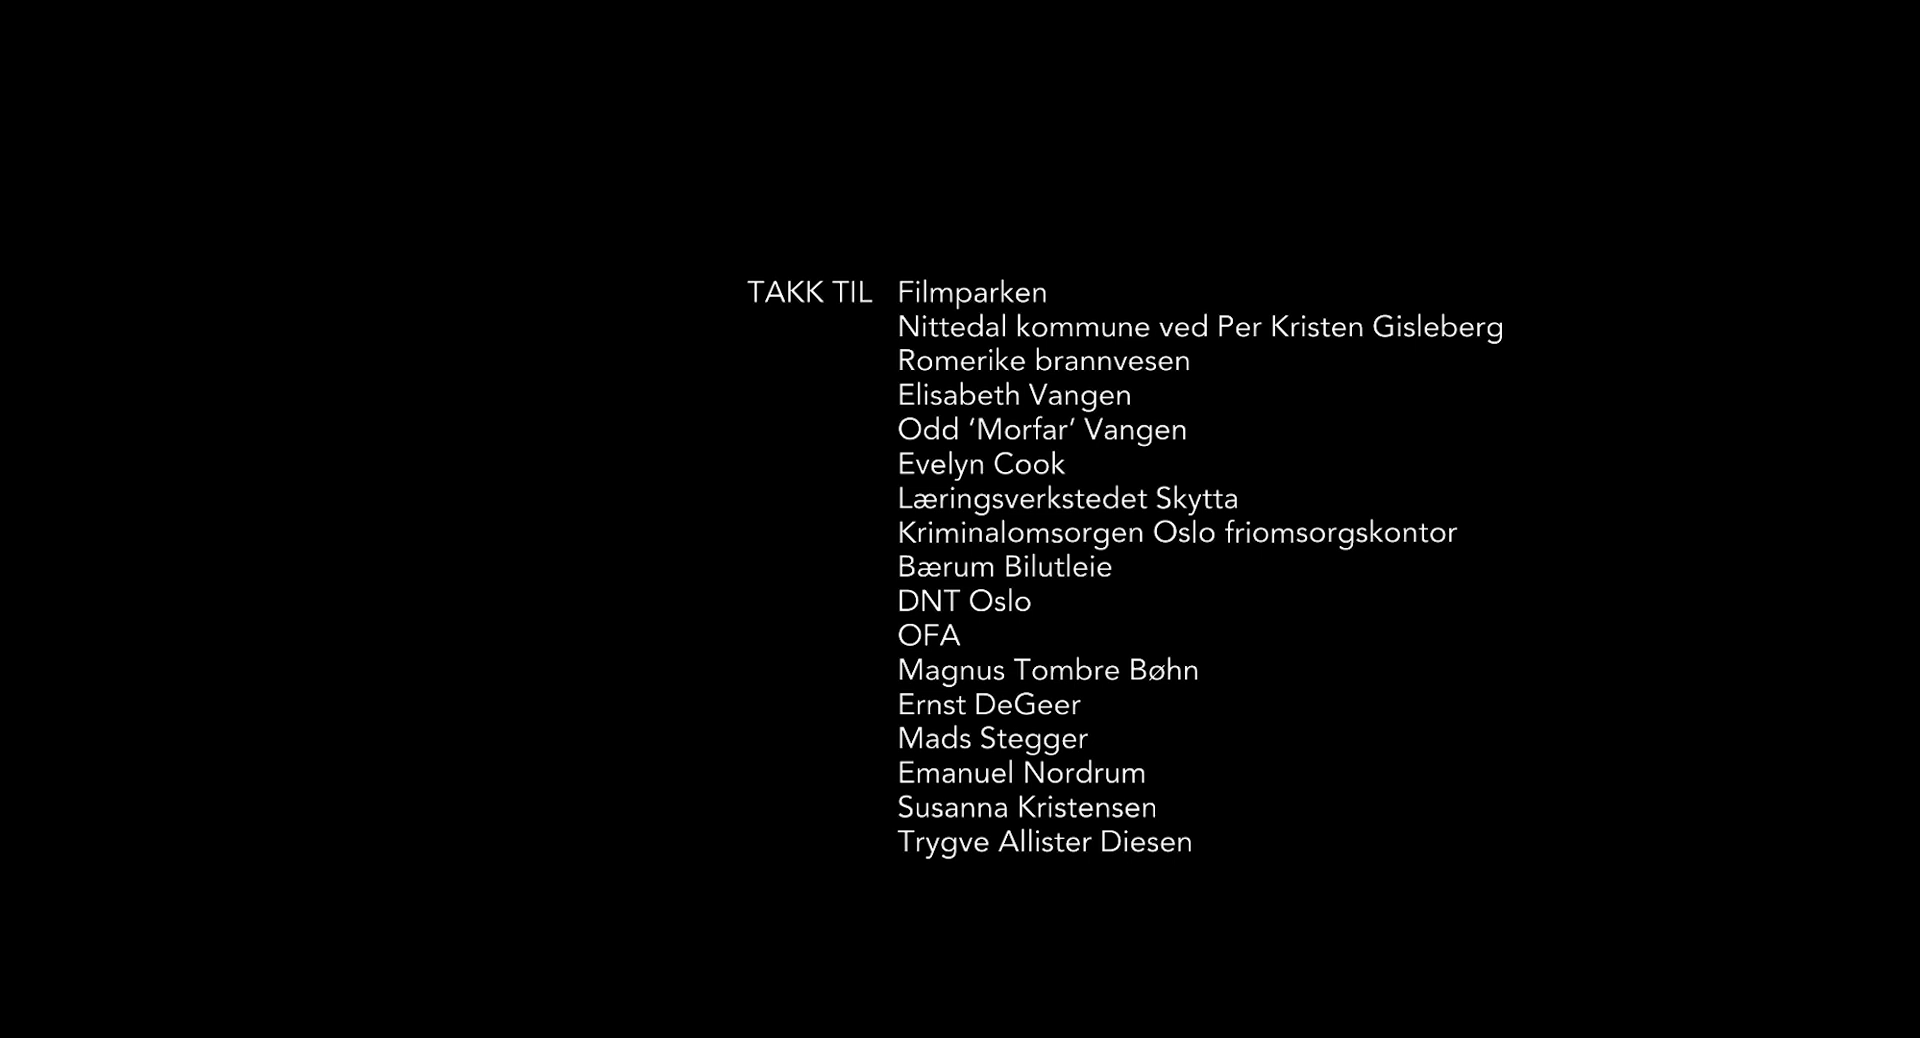 TAKK TIL Filmparken
Nittedal kommune ved Per Kristen Gisleberg
Romerike brannvesen
Elisabeth Vangen
Odd ‘Morfar’ Vangen
Evelyn Cook
Læringsverkstedet Skytta
Kriminalomsorgen Oslo friomsorgskontor
Bærum Bilutleie
DNT Oslo
OFA
Magnus Tombre Bøhn
Ernst DeGeer
Mads Stegger
Emanuel Nordrum
Susanna Kristensen
Trygve Allister Diesen